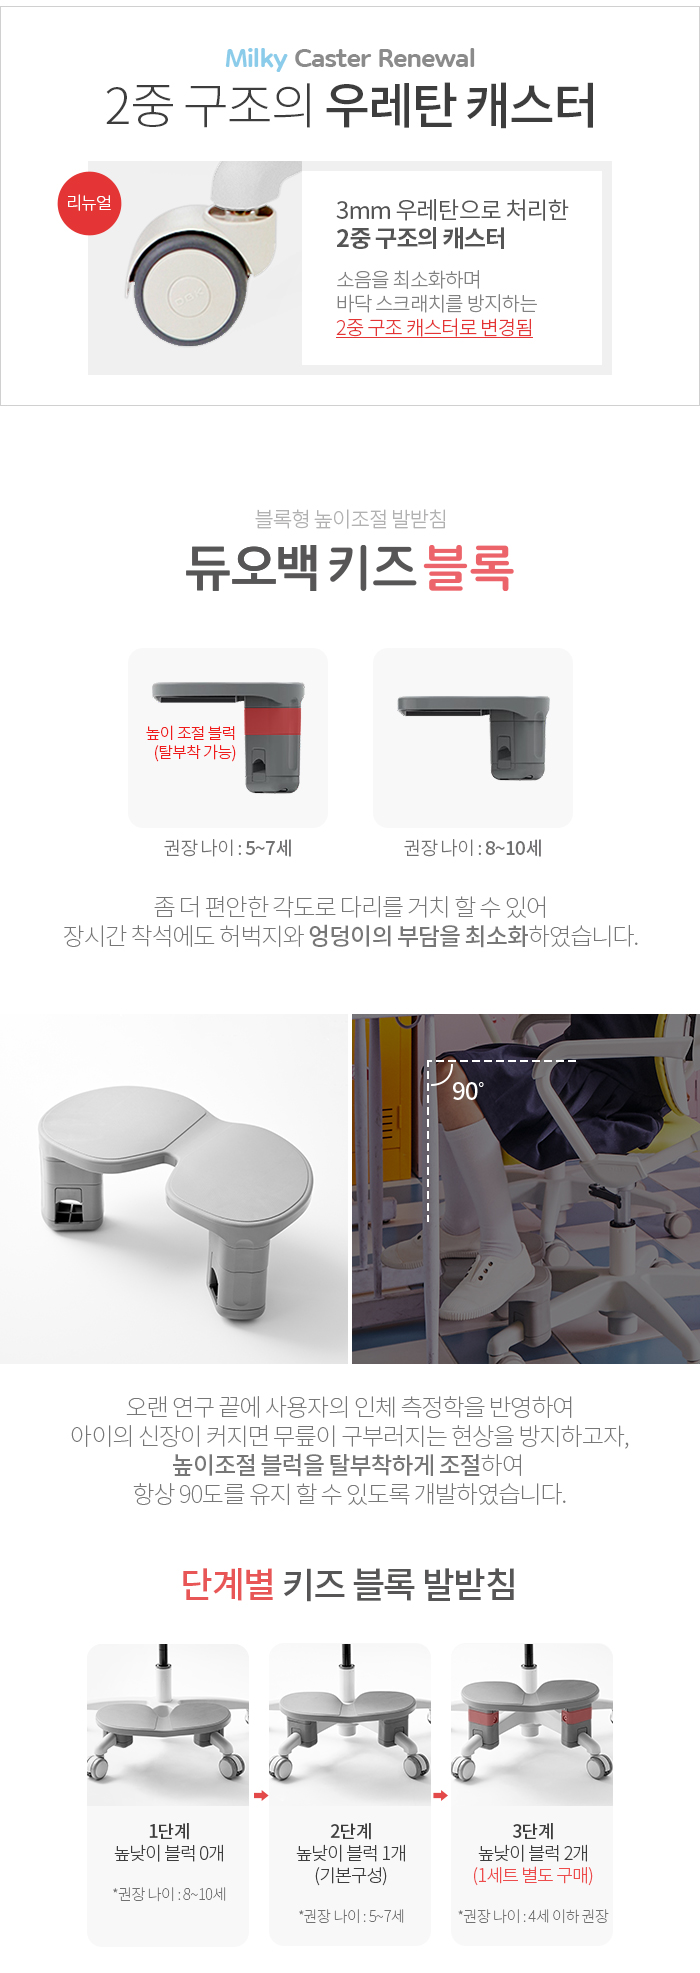 Milky Caster Renewal
2중 구조의 우레탄 캐스터
리뉴얼
3mm 우레탄으로 처리한
2중 구조의 캐스터
소음을 최소화하며
바닥 스크래치를 방지하는
2중 구조 캐스터로 변경됨
블록형 높이조절 발받침
듀오백 키즈 블록
높이 조절 블럭
(탈부착 가능)
권장 나이 : 5~7세
권장 나이 : 8~10세
좀 더 편안한 각도로 다리를 거치 할 수 있어
장시간 착석에도 허벅지와 엉덩이의 부담을 최소화하였습니다.
90°
오랜 연구 끝에 사용자의 인체 측정학을 반영하여
아이의 신장이 커지면 무릎이 구부러지는 현상을 방지하고자,
높이조절 블럭을 탈부착하게 조절하여
항상 90도를 유지 할 수 있도록 개발하였습니다.
단계별 키즈 블록 발받침
1단계
높낮이 블럭 0개
*권장 나이 : 8~10세
2단계
높낮이 블럭 1개
(기본구성)
*권장 나이 : 5~7세
3단계
높낮이 블럭 2개
(1세트 별도 구매)
*권장 나이 : 4세 이하 권장